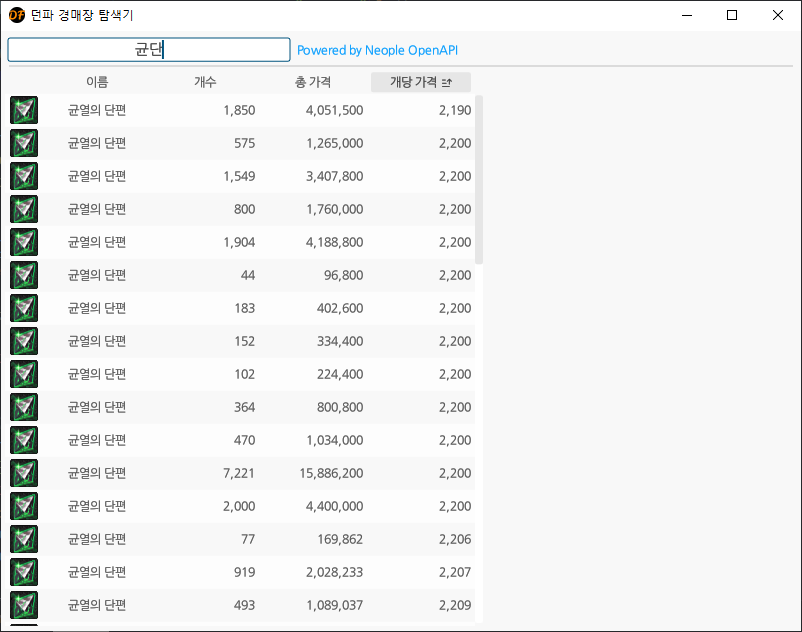 DF 던파 경매장 탐색기
균단 Powered by Neople OpenAPI
이름 개수 총 가격 개당 가격
균열의 단편 1,850 4,051,500 2,190
균열의 단편 575 1,265,000 2,200
균열의 단편 1,549 3,407,800 2,200
균열의 단편 800 1,760,000 2,200
균열의 단편 1,904 4,188,800 2,200
균열의 단편 44 96,800 2,200
균열의 단편 183 402,600 2,200
균열의 단편 152 334,400 2,200
균열의 단편 102 224,400 2,200
균열의 단편 364 800,800 2,200
균열의 단편 470 1,034,000 2,200
균열의 단편 7,221 15,886,200 2,200
균열의 단편 2,000 4,400,000 2,200
균열의 단편 77 169,862 2,206
균열의 단편 919 2,028,233 2,207
균열의 단편 493 1,089,037 2,209